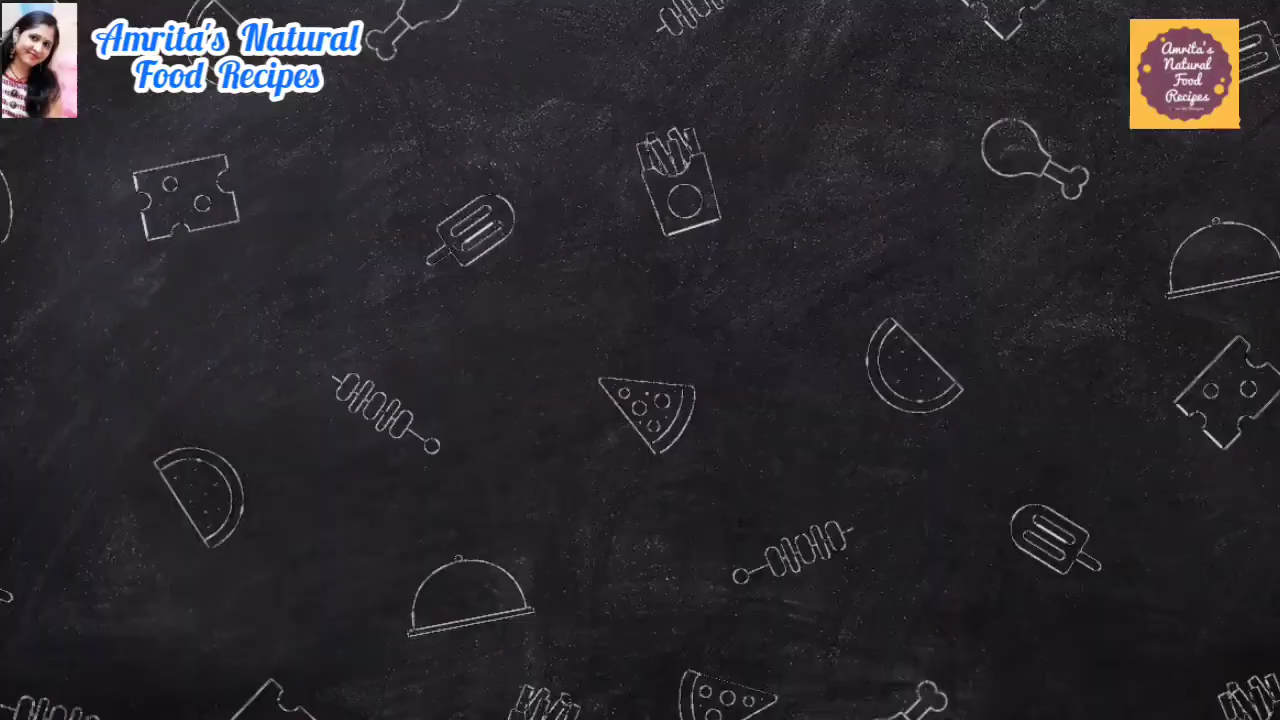 Amrita's Natural
Food Recipes
Amrita's
Natural
Food
Recipes